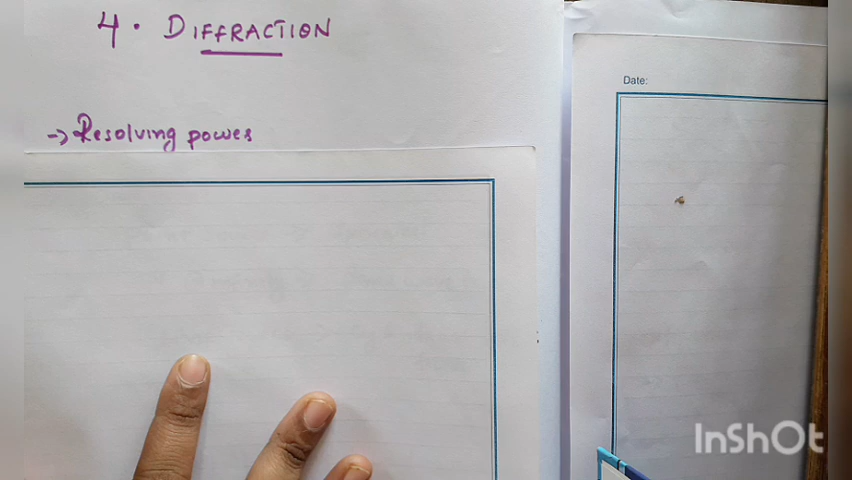 4. DIFFRACTION
Date:
-> Resolving power
InShOt